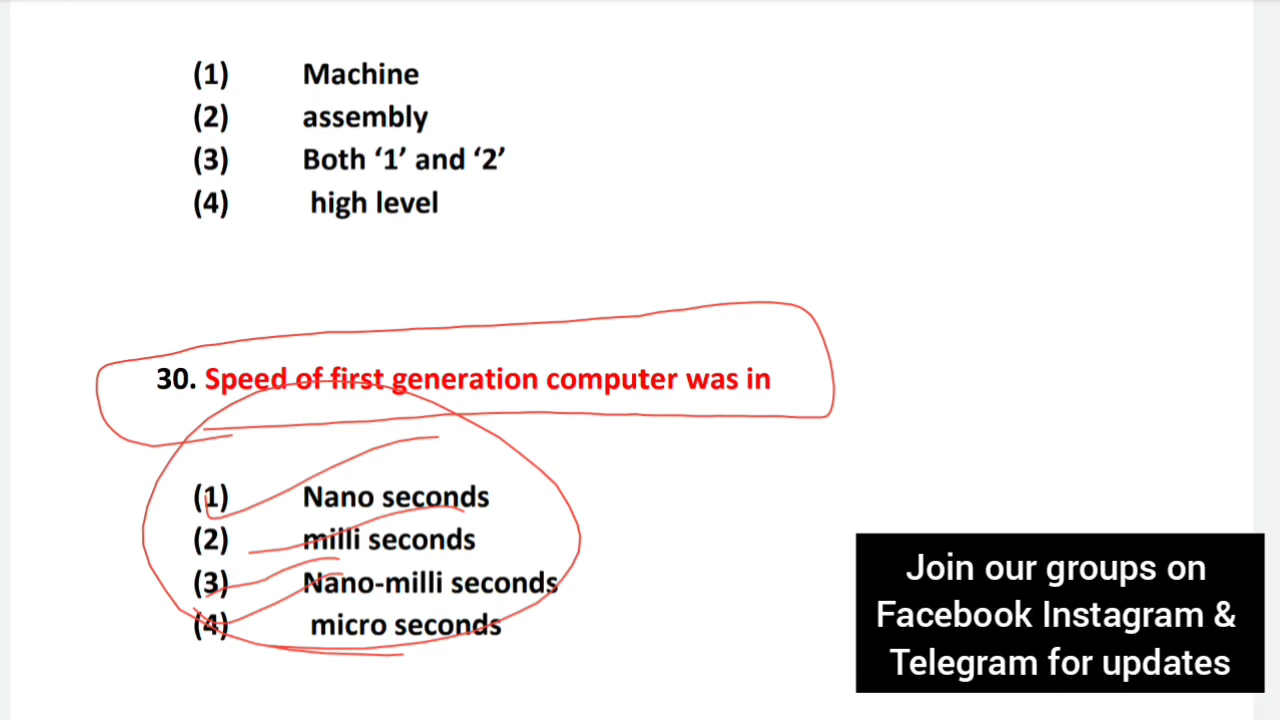 (1) Machine
(2) assembly
(3) Both ‘1’ and ‘2’
(4) high level
30. Speed of first generation computer was in
(1) Nano seconds
(2) milli seconds
(3) Nano-milli seconds
(4) micro seconds
Join our groups on
Facebook Instagram &
Telegram for updates